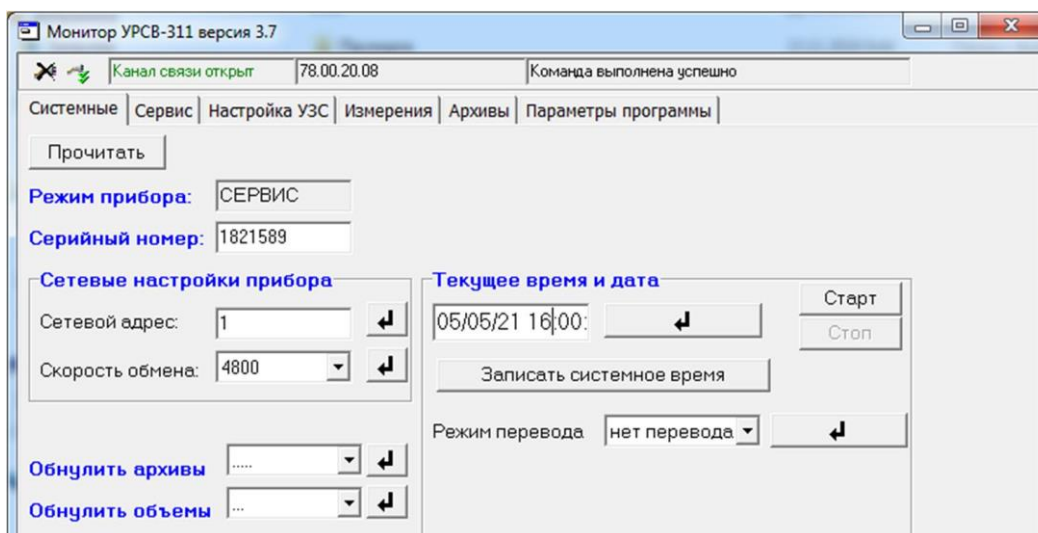 Монитор УРСВ-311 версия 3.7
Канал связи открыт 78.00.20.08 Команда выполнена успешно
Системные Сервис Настройка УЗС Измерения Архивы Параметры программы
Прочитать
Режим прибора: СЕРВИС
Серийный номер: 1821589
Сетевые настройки прибора
Сетевой адрес: 1
Скорость обмена: 4800
Текущее время и дата
05/05/21 16:00:
Старт
Стоп
Записать системное время
Режим перевода нет перевода
Обнулить архивы .....
Обнулить объемы ...